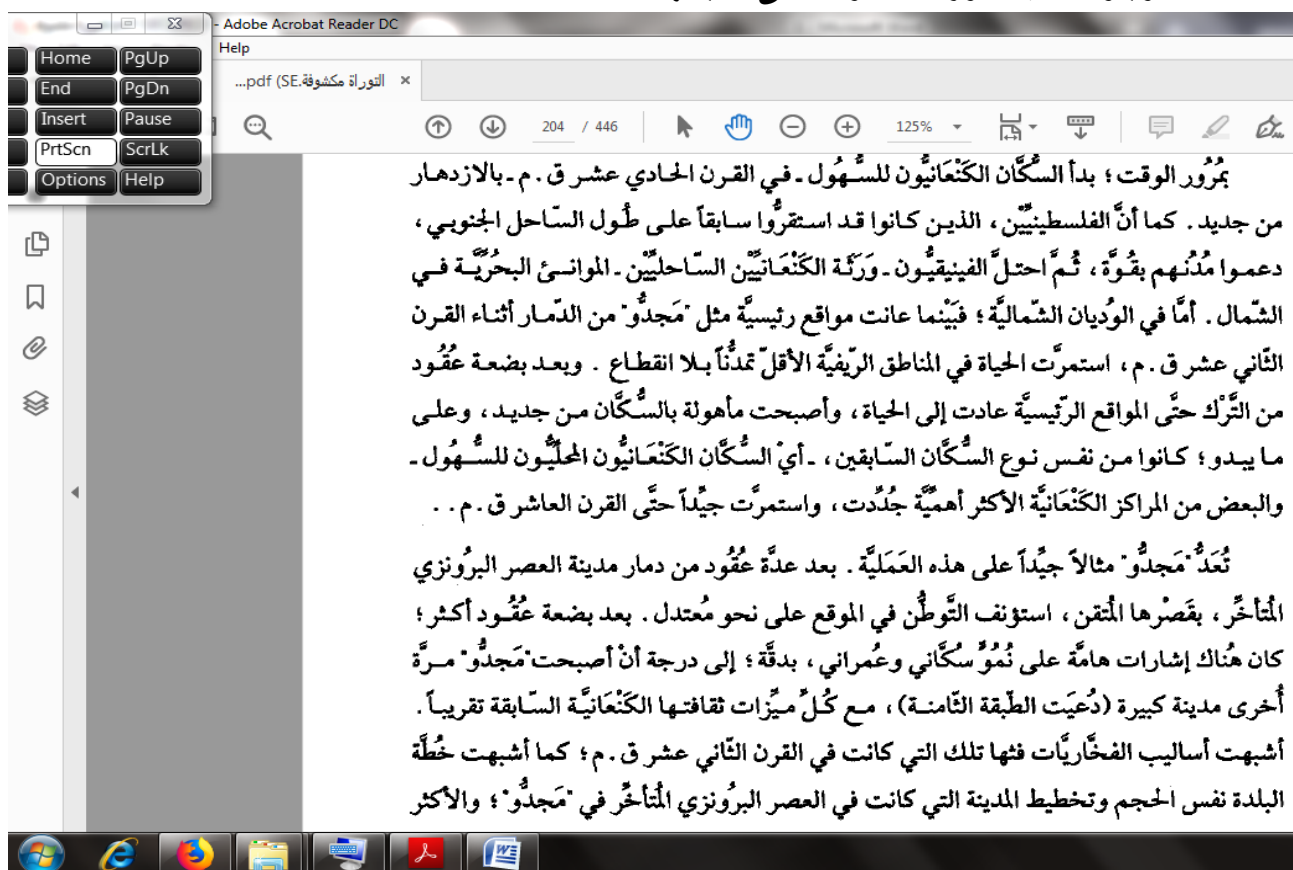 - Adobe Acrobat Reader DC
Help
Home PgUp
End PgDn
Insert Pause
PrtScn ScrLk
Options Help
التوراة مكشوفة.pdf (SE... ×
204 / 446 125%
بمُرُور الوقت؛ بدأ السُّكَّان الكَنْعَانيُّون للسُّهُول ـ في القرن الحادي عشر ق.م ـ بالازدهار
من جديد. كما أنَّ الفلسطينيِّيْن، الذين كانوا قد استقرُّوا سابقاً على طُول السّاحل الجنوبي،
دعموا مُدُنهم بقُوَّة، ثُمَّ احتلَّ الفينيقيُّون ـ وَرَثَة الكَنْعَانيِّيْن السّاحليِّيْن ـ الموانئ البحْريَّة في
الشّمال. أمَّا في الوُديان الشّماليَّة؛ فبَيْنما عانت مواقع رئيسيَّة مثل "مَجدُّو" من الدّمار أثناء القرن
الثّاني عشر ق.م، استمرَّت الحياة في المناطق الرّيفيَّة الأقلّ تمدُّناً بلا انقطاع. وبعد بضعة عُقُود
من التَّرْك حتَّى المواقع الرّئيسيَّة عادت إلى الحياة، وأصبحت مأهولة بالسُّكَّان من جديد، وعلى
ما يبدو؛ كانوا من نفس نوع السُّكَّان السّابقين، ـ أيْ السُّكَّان الكَنْعَانيُّون المحلّيُّون للسُّهُول ـ
والبعض من المراكز الكَنْعَانيَّة الأكثر أهميَّة جُدِّدت، واستمرَّت جيِّداً حتَّى القرن العاشر ق.م..
تُعَدُّ "مَجدُّو" مثالاً جيِّداً على هذه العَمَليَّة. بعد عدَّة عُقُود من دمار مدينة العصر البرُونزي
المُتأخِّر، بقَصْرها المُتقن، استؤنف التَّوطُّن في الموقع على نحو مُعتدل. بعد بضعة عُقُود أكثر؛
كان هُناك إشارات هامَّة على نُمُوٍّ سُكَّاني وعُمراني، بدقَّة؛ إلى درجة أنْ أصبحت "مَجدُّو" مرَّة
أُخرى مدينة كبيرة (دُعيَت الطّبقة الثّامنة)، مع كُلّ ميِّزات ثقافتها الكَنْعَانيَّة السّابقة تقريباً.
أشبهت أساليب الفخَّاريَّات فثها تلك التي كانت في القرن الثّاني عشر ق.م؛ كما أشبهت خُطَّة
البلدة نفس الحجم وتخطيط المدينة التي كانت في العصر البرُونزي المُتأخِّر في "مَجدُّو"؛ والأكثر